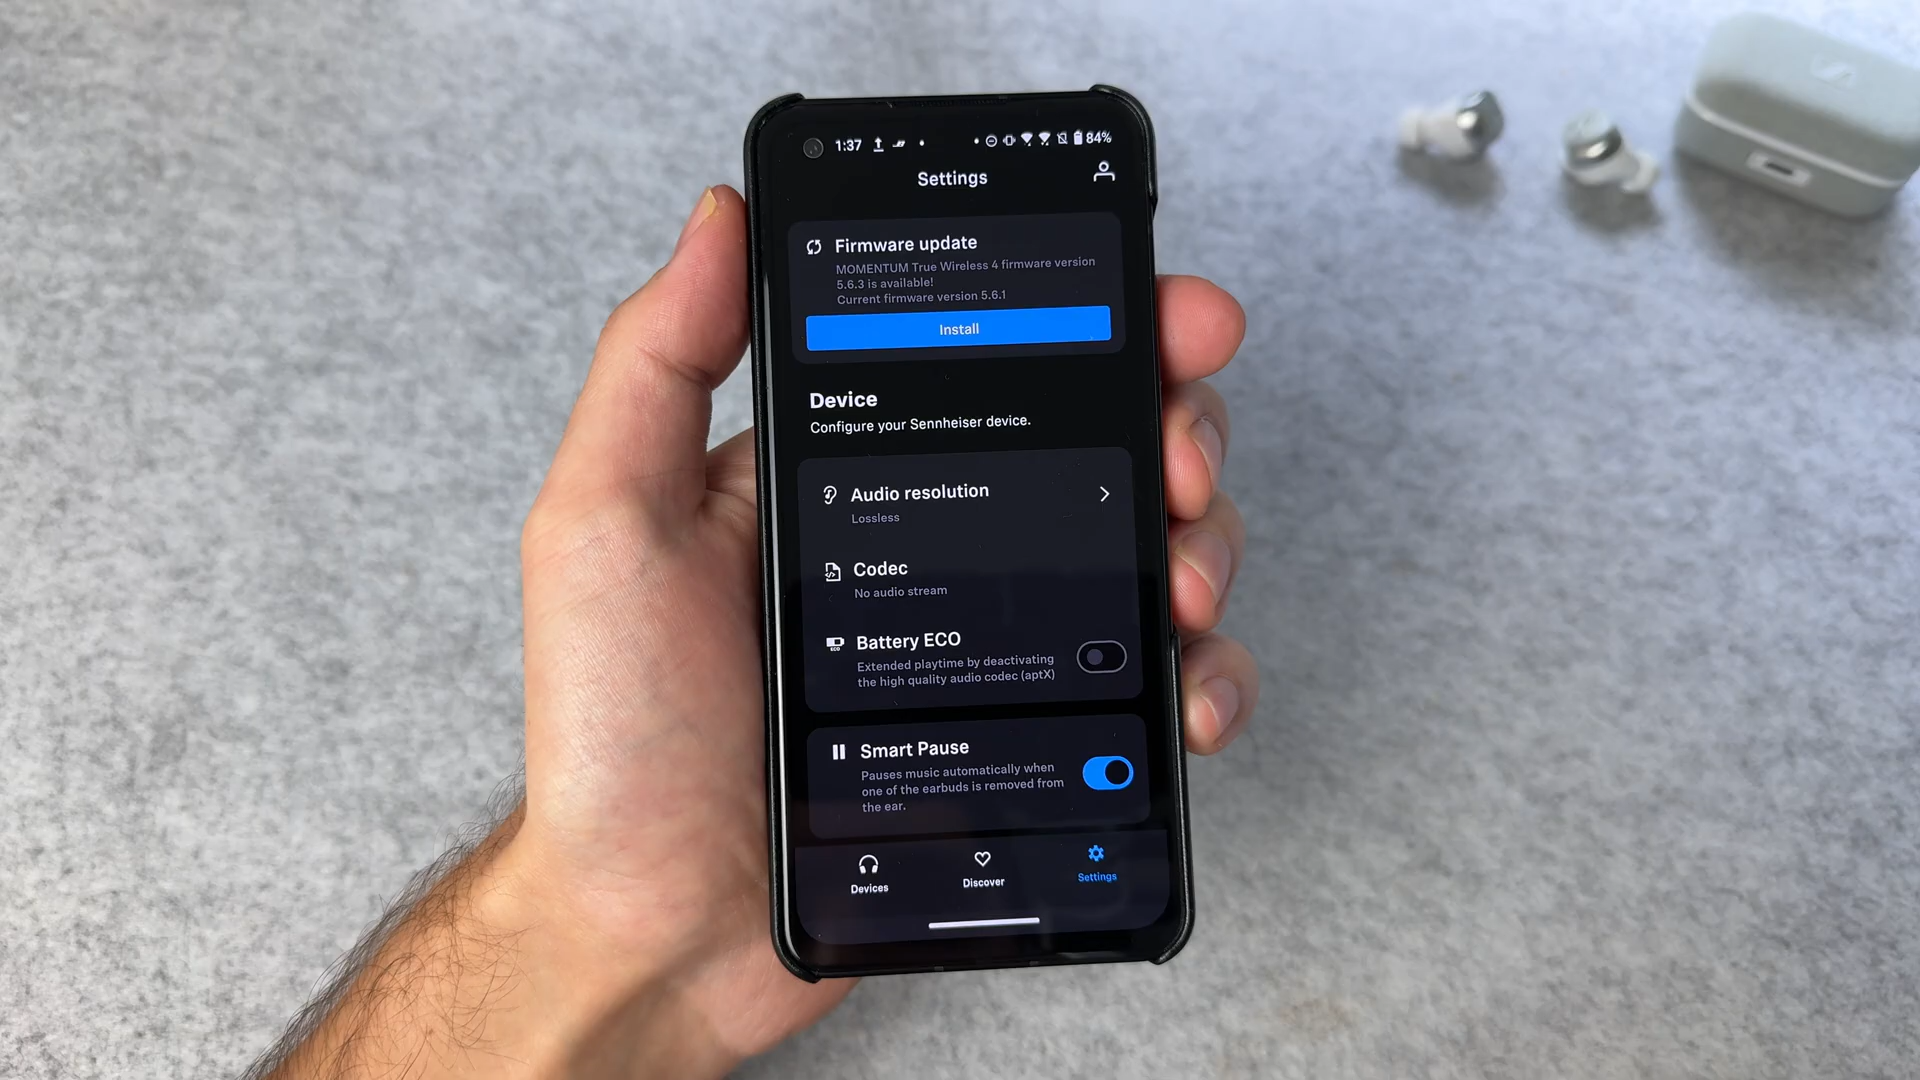 1:37
84%
Settings
Firmware update
MOMENTUM True Wireless 4 firmware version
5.6.3 is available!
Current firmware version 5.6.1
Install
Device
Configure your Sennheiser device.
Audio resolution
Lossless
Codec
No audio stream
Battery ECO
ECO
Extended playtime by deactivating
the high quality audio codec (aptX)
Smart Pause
Pauses music automatically when
one of the earbuds is removed from
the ear.
Devices
Discover
Settings